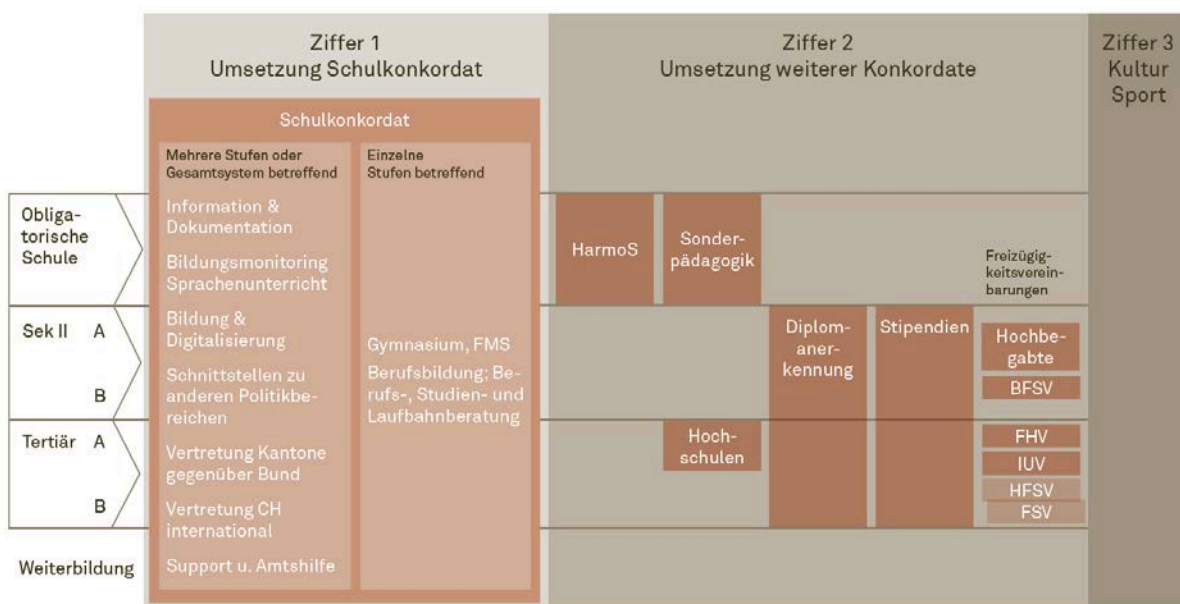 Ziffer 1
Umsetzung Schulkonkordat
Ziffer 2
Umsetzung weiterer Konkordate
Ziffer 3
Kultur
Sport
Schulkonkordat
Mehrere Stufen oder
Gesamtsystem betreffend
Einzelne
Stufen betreffend
Obliga-
torische
Schule
Information &
Dokumentation
Bildungsmonitoring
Sprachenunterricht
HarmoS
Sonder-
pädagogik
Freizügig-
keitsverein-
barungen
Sek II A
B
Bildung &
Digitalisierung
Schnittstellen zu
anderen Politikbe-
reichen
Gymnasium, FMS
Berufsbildung; Be-
rufs-, Studien- und
Laufbahnberatung
Diplom-
aner-
kennung
Stipendien
Hochbe-
gabte
BFSV
Tertiär A
B
Vertretung Kantone
gegenüber Bund
Vertretung CH
international
Hoch-
schulen
FHV
IUV
HFSV
FSV
Weiterbildung
Support u. Amtshilfe